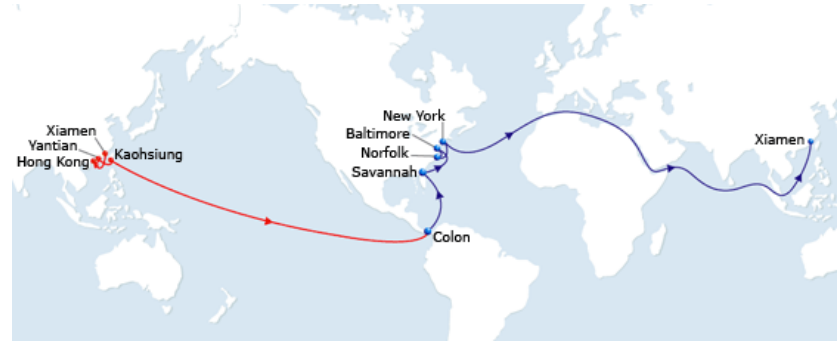 Xiamen
Yantian
Hong Kong
Kaohsiung
New York
Baltimore
Norfolk
Savannah
Colon
Xiamen